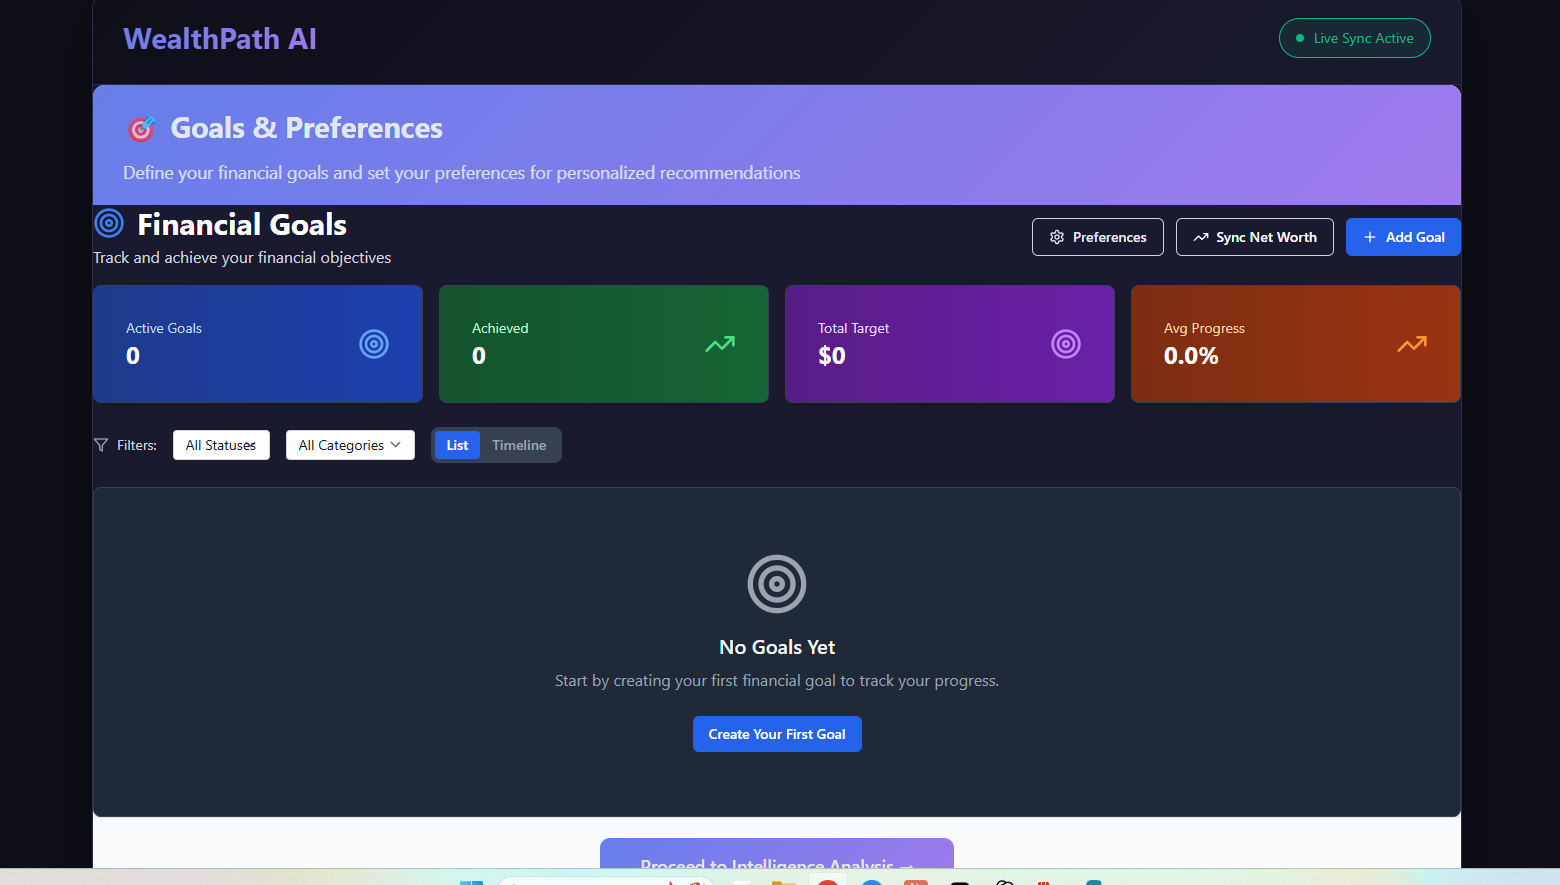 WealthPath AI
Live Sync Active
Goals & Preferences
Define your financial goals and set your preferences for personalized recommendations
Financial Goals
Track and achieve your financial objectives
Preferences
Sync Net Worth
Add Goal
Active Goals
0
Achieved
0
Total Target
$0
Avg Progress
0.0%
Filters:
All Statuses
All Categories
List
Timeline
No Goals Yet
Start by creating your first financial goal to track your progress.
Create Your First Goal
Proceed to Intelligence Analysis →